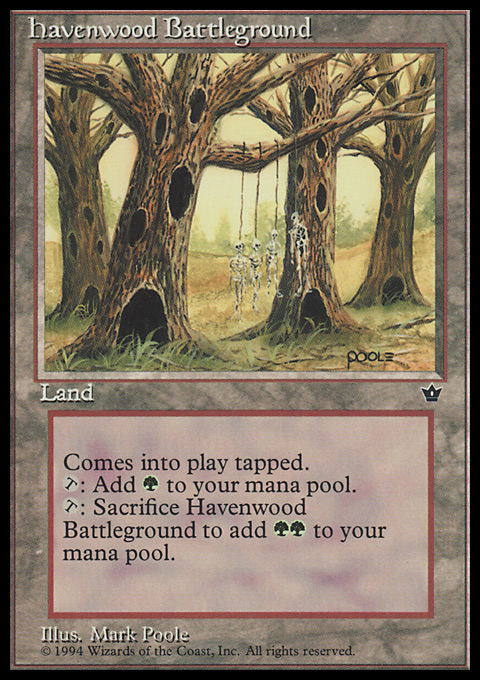 Havenwood Battleground
POOLE
Land
Comes into play tapped.
: Add to your mana pool.
: Sacrifice Havenwood
Battleground to add to your
mana pool.
Illus. Mark Poole
© 1994 Wizards of the Coast, Inc. All rights reserved.